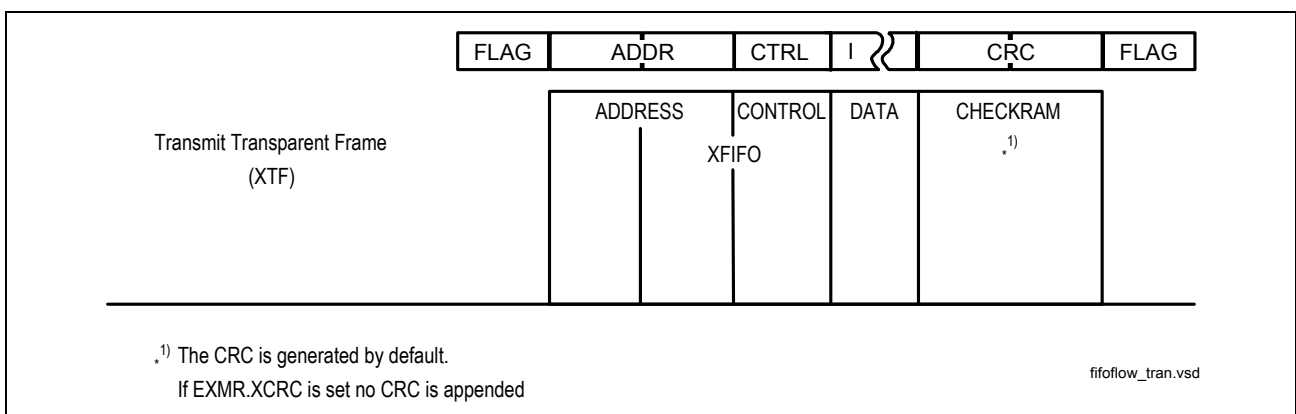 FLAG ADDR CTRL I CRC FLAG
ADDRESS CONTROL DATA CHECKRAM
Transmit Transparent Frame XFIFO *1)
(XTF)
*1) The CRC is generated by default.
If EXMR.XCRC is set no CRC is appended
fifoflow_tran.vsd